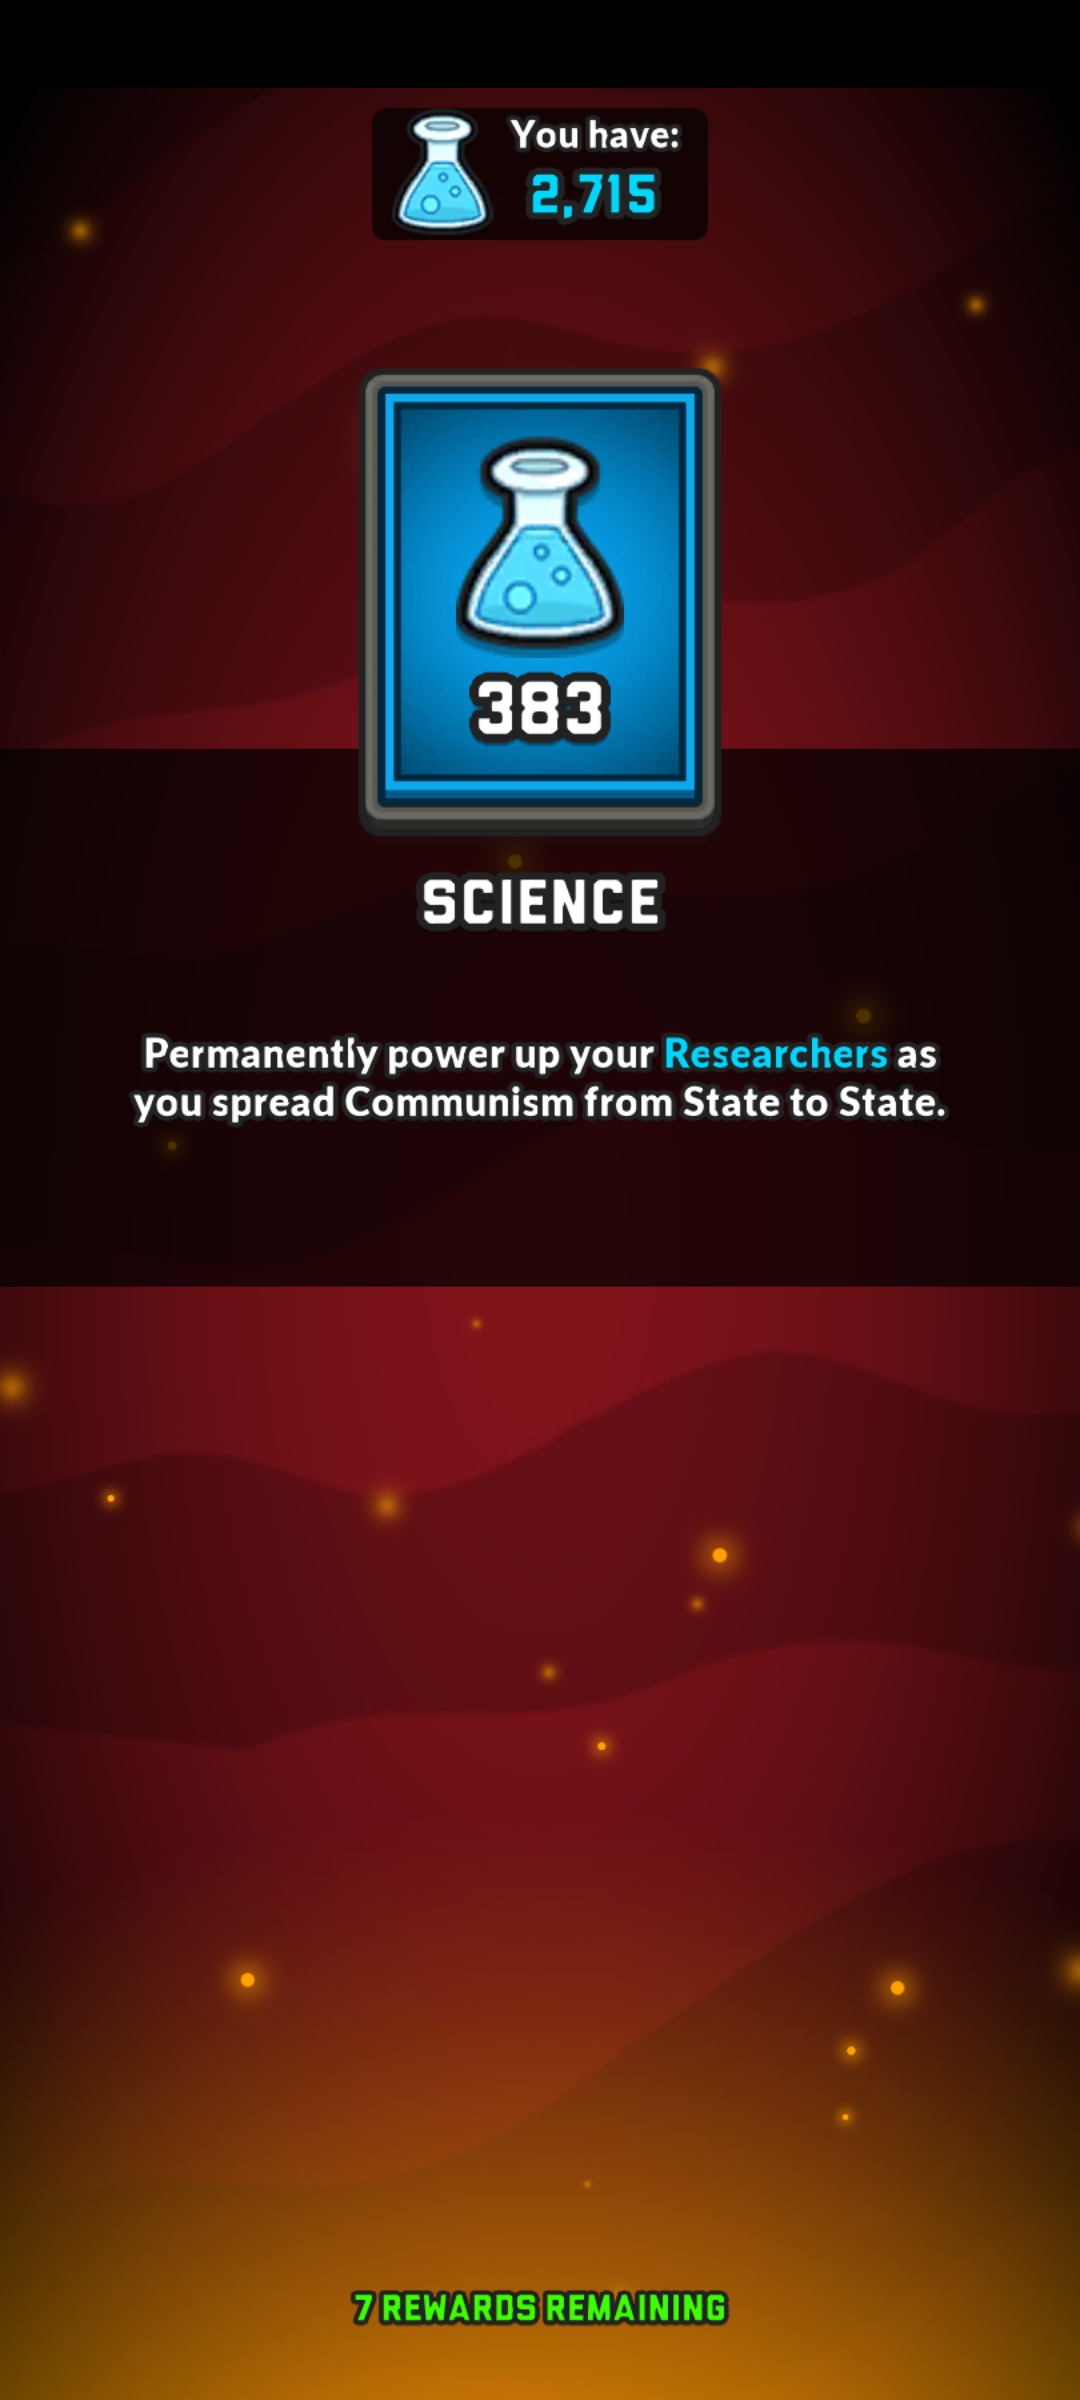 You have:
2,715
383
SCIENCE
Permanently power up your Researchers as
you spread Communism from State to State.
7 REWARDS REMAINING